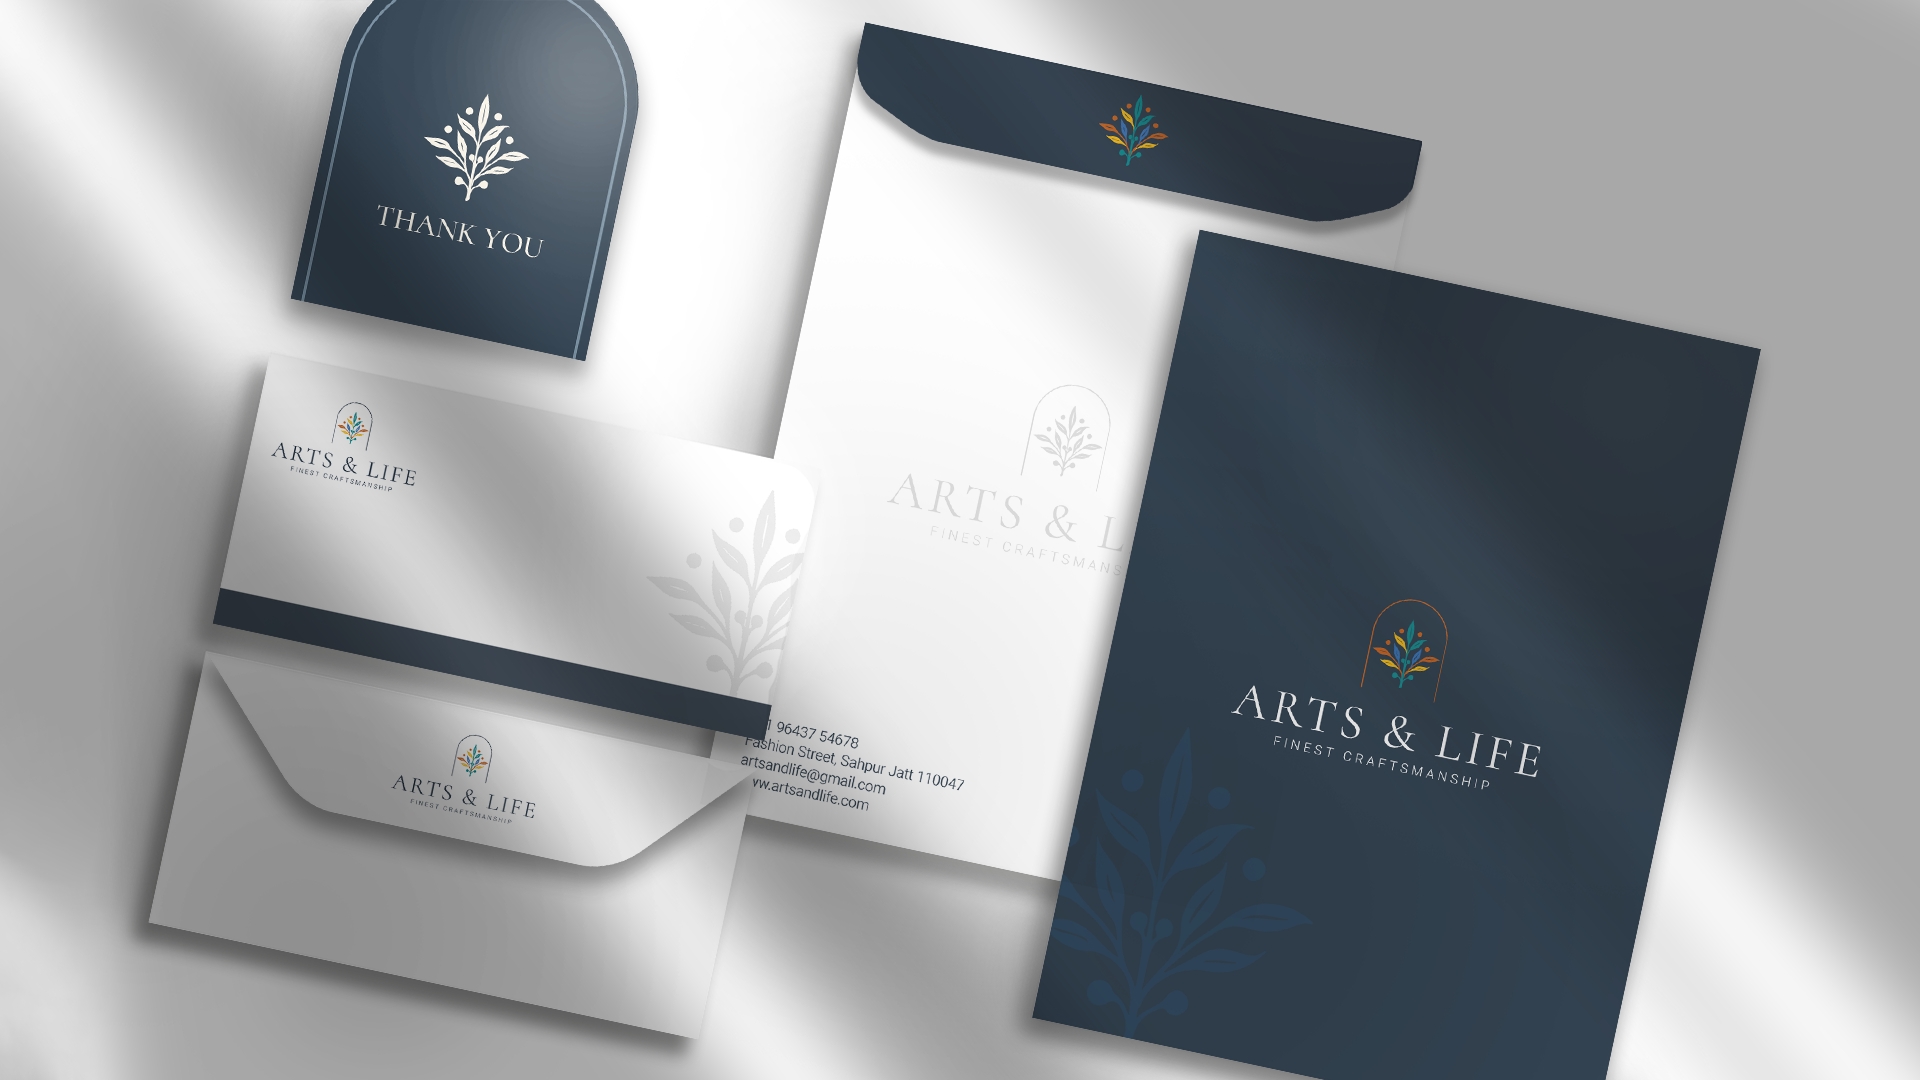 THANK YOU
ARTS & LIFE
FINEST CRAFTSMANSHIP
ARTS & LIFE
FINEST CRAFTSMANSHIP
ARTS & L
FINEST CRAFTSMANS
1 96437 54678
Fashion Street, Sahpur Jatt 110047
artsandlife@gmail.com
ww.artsandlife.com
ARTS & LIFE
FINEST CRAFTSMANSHIP